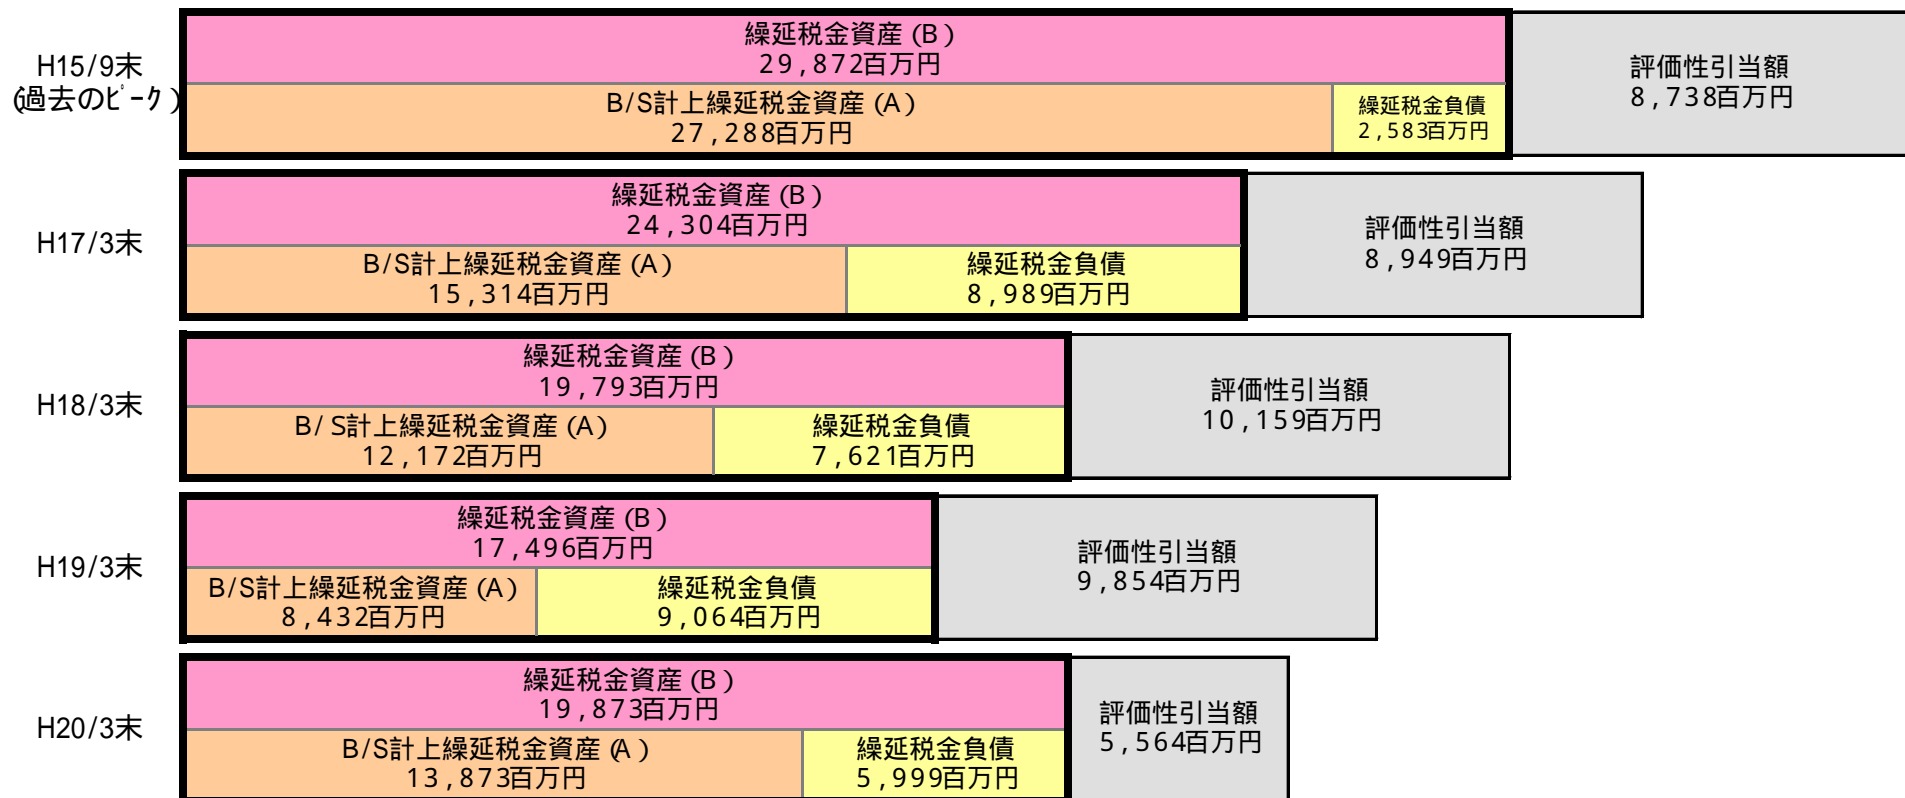 H15/9末
(過去のピーク)
繰延税金資産(B)
29,872百万円
B/S計上繰延税金資産(A)
27,288百万円
繰延税金負債
2,583百万円
評価性引当額
8,738百万円
H17/3末
繰延税金資産(B)
24,304百万円
B/S計上繰延税金資産(A)
15,314百万円
繰延税金負債
8,989百万円
評価性引当額
8,949百万円
H18/3末
繰延税金資産(B)
19,793百万円
B/S計上繰延税金資産(A)
12,172百万円
繰延税金負債
7,621百万円
評価性引当額
10,159百万円
H19/3末
繰延税金資産(B)
17,496百万円
B/S計上繰延税金資産(A)
8,432百万円
繰延税金負債
9,064百万円
評価性引当額
9,854百万円
H20/3末
繰延税金資産(B)
19,873百万円
B/S計上繰延税金資産(A)
13,873百万円
繰延税金負債
5,999百万円
評価性引当額
5,564百万円